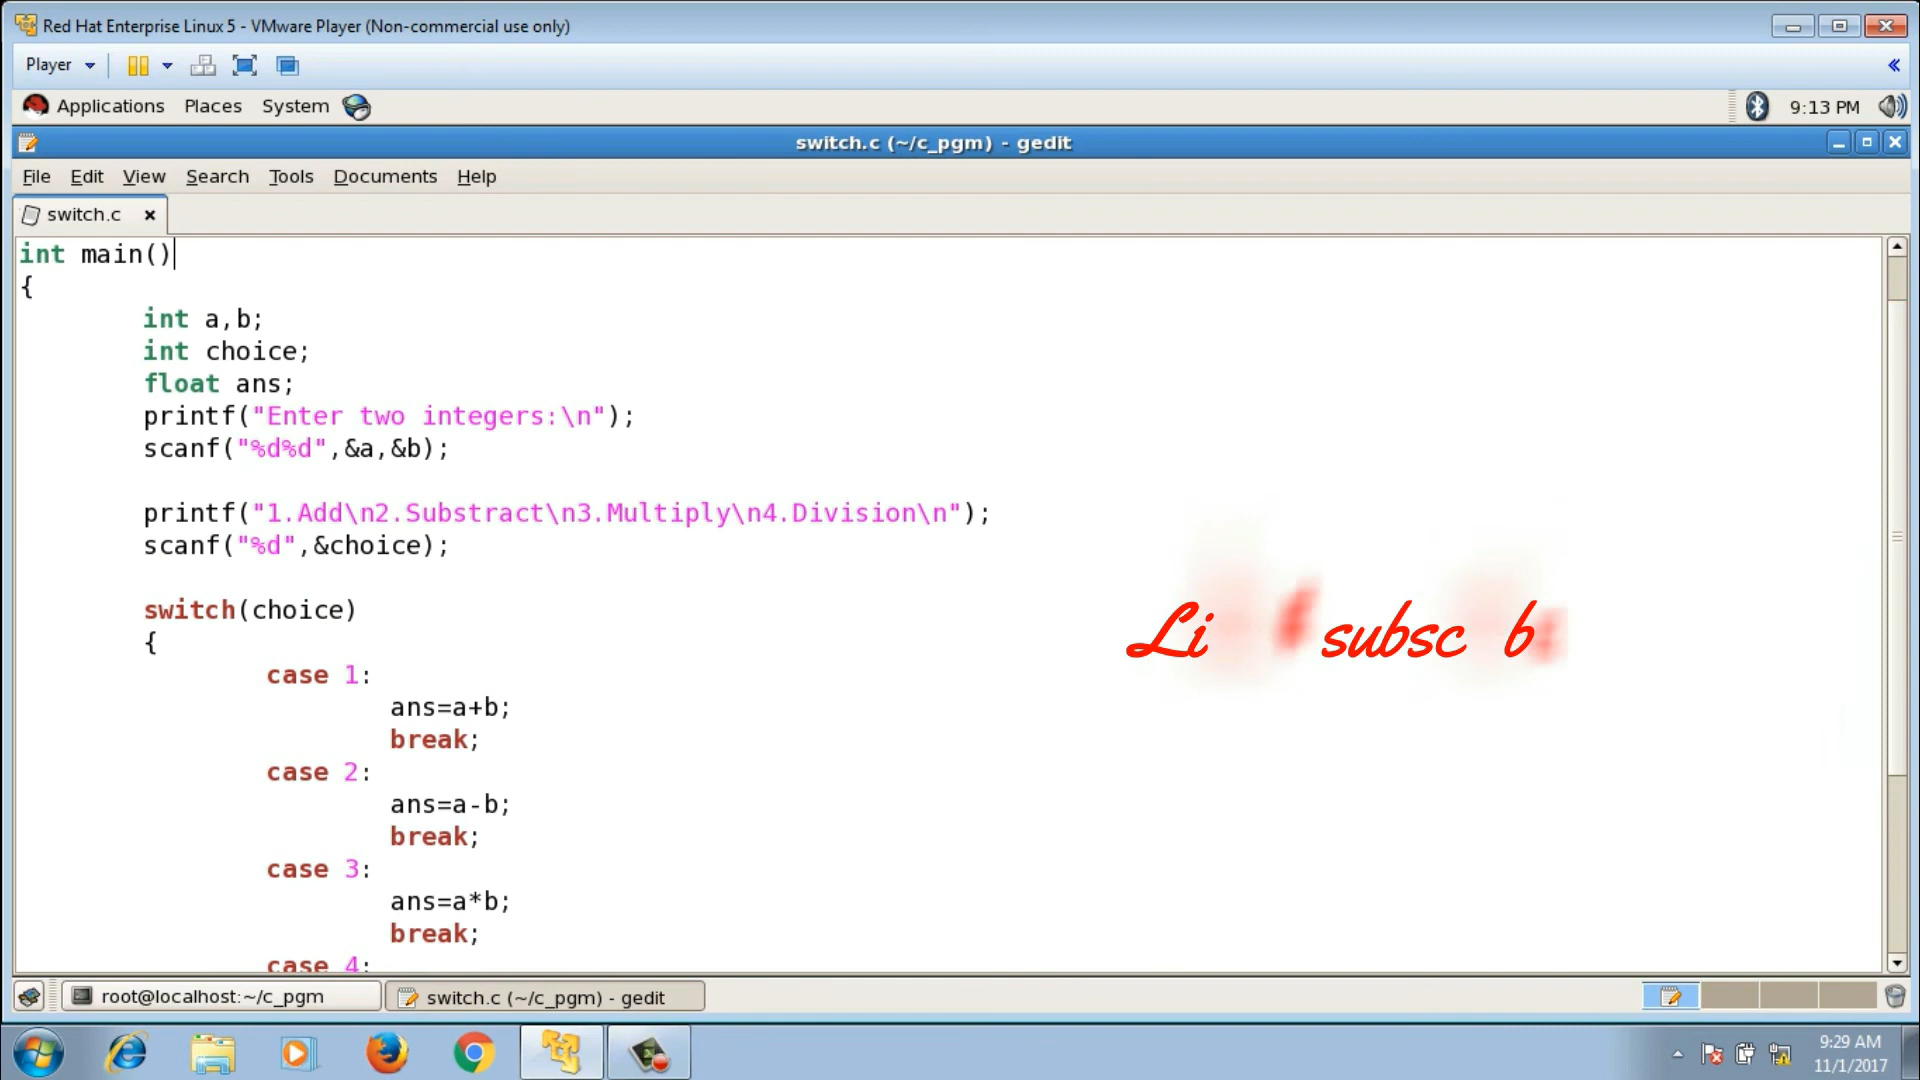 Red Hat Enterprise Linux 5 - VMware Player (Non-commercial use only)
Player
Applications Places System 9:13 PM
switch.c (~/c_pgm) - gedit
File Edit View Search Tools Documents Help
switch.c
int main()
{
int a,b;
int choice;
float ans;
printf("Enter two integers:\n");
scanf("%d%d",&a,&b);
printf("1.Add\n2.Substract\n3.Multiply\n4.Division\n");
scanf("%d",&choice);
switch(choice)
{
Li subsc b
case 1:
ans=a+b;
break;
case 2:
ans=a-b;
break;
case 3:
ans=a*b;
break;
case 4:
root@localhost:~/c_pgm
switch.c (~/c_pgm) - gedit
9:29 AM
11/1/2017